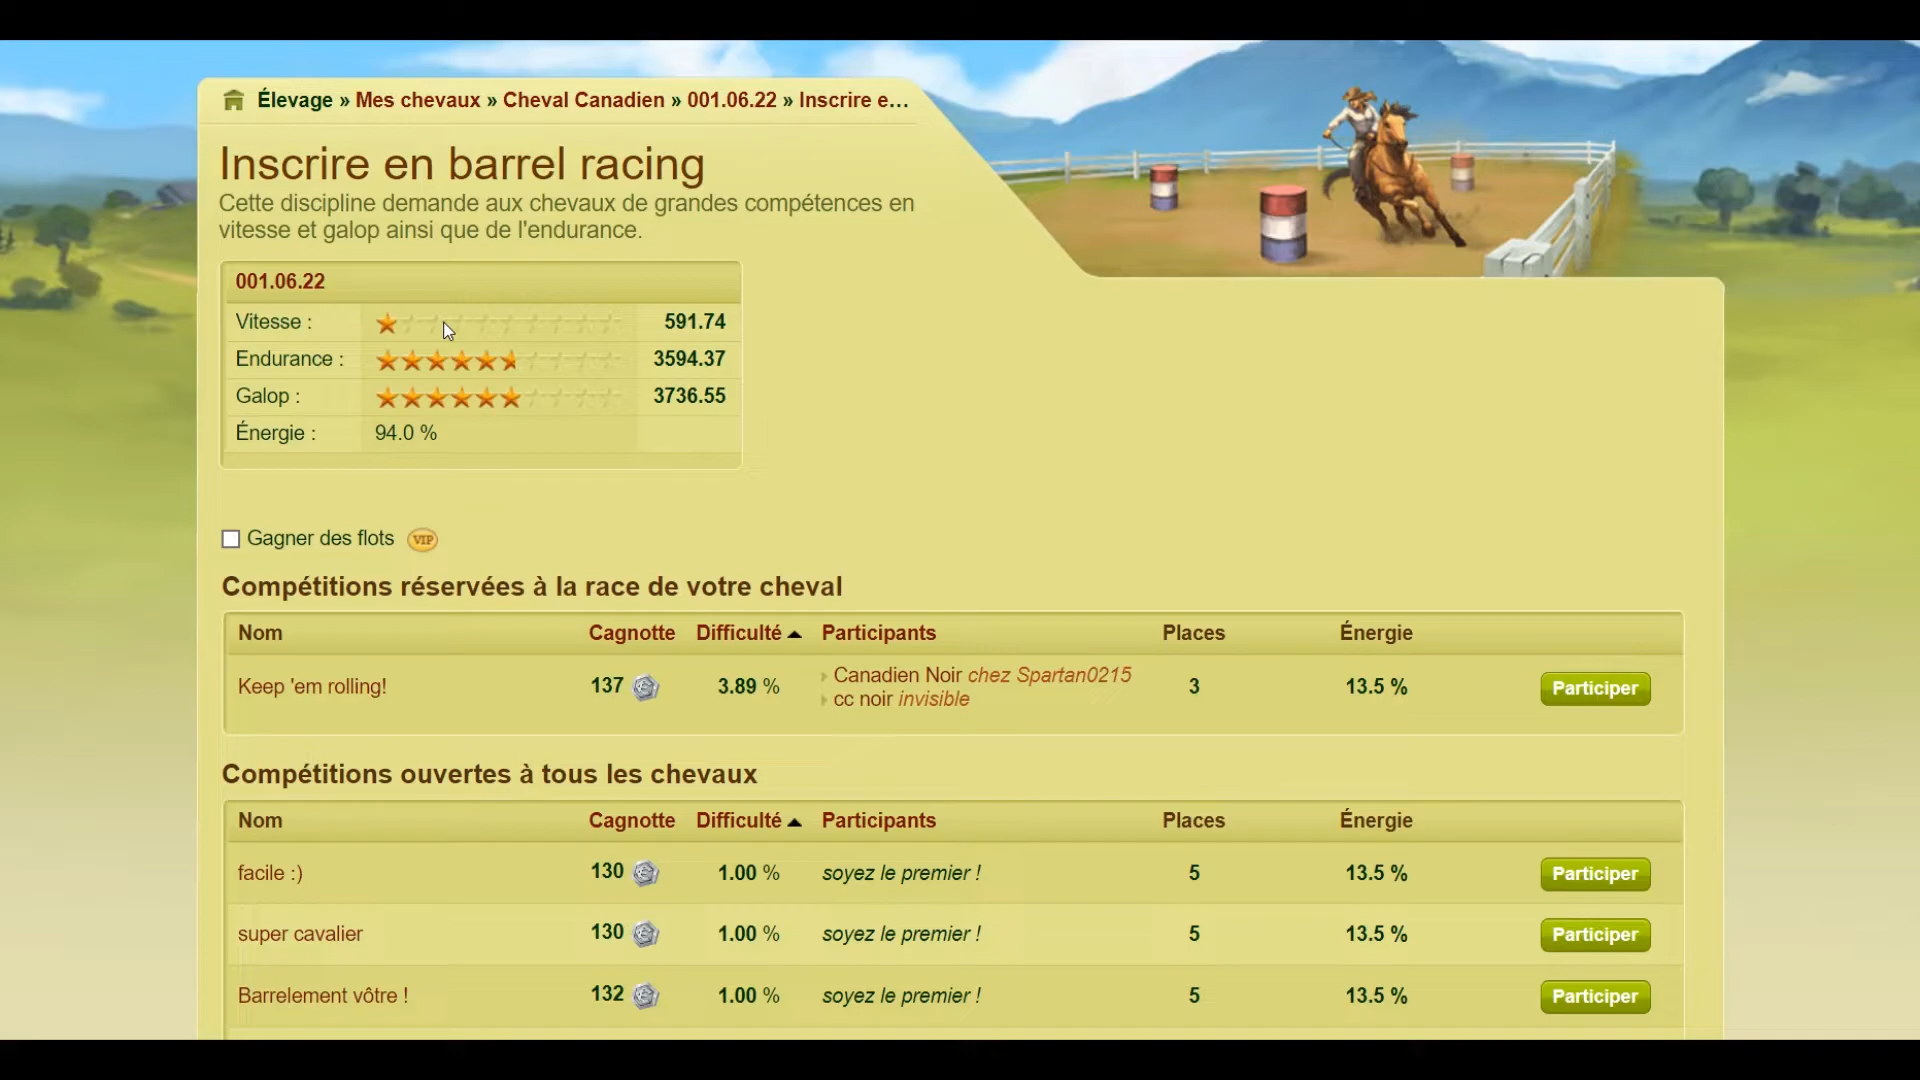 Élevage » Mes chevaux » Cheval Canadien » 001.06.22 » Inscrire e...
Inscrire en barrel racing
Cette discipline demande aux chevaux de grandes compétences en
vitesse et galop ainsi que de l'endurance.
001.06.22
Vitesse : 591.74
Endurance : 3594.37
Galop : 3736.55
Énergie : 94.0 %
Gagner des flots VIP
Compétitions réservées à la race de votre cheval
Nom Cagnotte Difficulté Participants Places Énergie
Keep 'em rolling! 137 3.89 % Canadien Noir chez Spartan0215 3 13.5 % Participer
cc noir invisible
Compétitions ouvertes à tous les chevaux
Nom Cagnotte Difficulté Participants Places Énergie
facile :) 130 1.00 % soyez le premier ! 5 13.5 % Participer
super cavalier 130 1.00 % soyez le premier ! 5 13.5 % Participer
Barrelement vôtre ! 132 1.00 % soyez le premier ! 5 13.5 % Participer